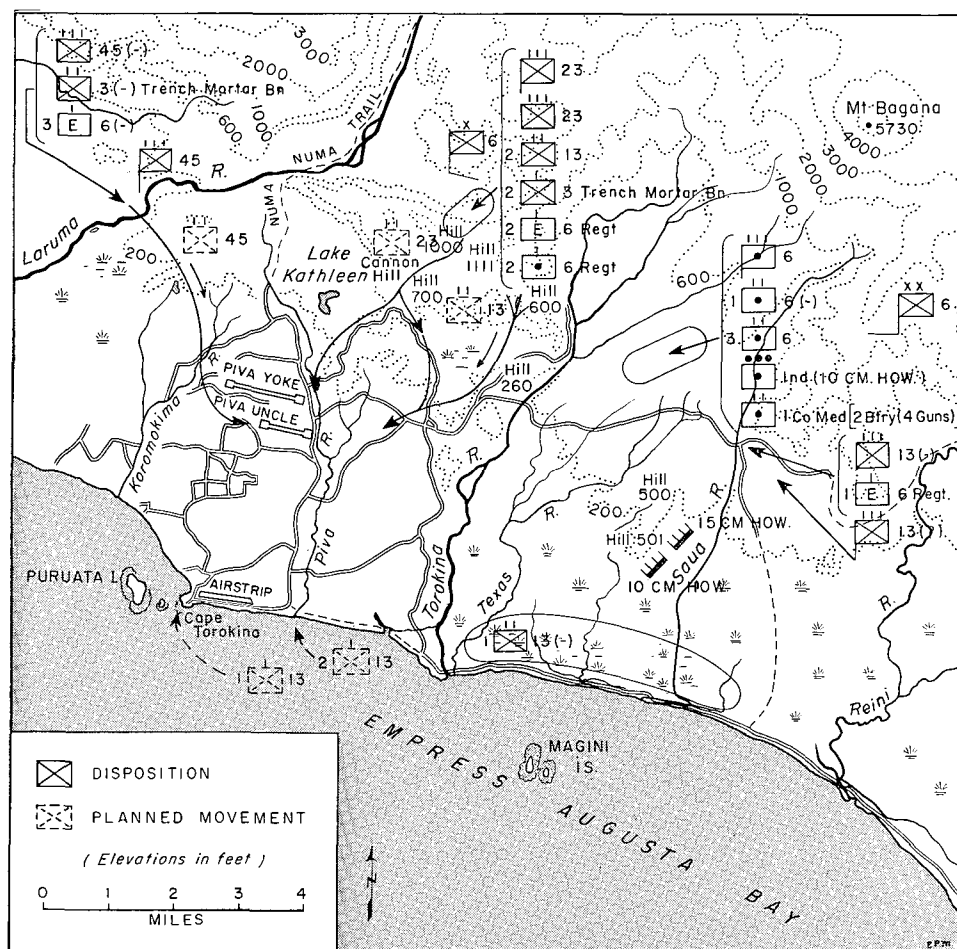 45(-)
3(-) Trench Mortar Bn
3 E 6(-)
45
3000
2000
1000
600
NUMA
TRAIL
R.
Laruma
NUMA
200
45
6
23
23
2 13
2 3 Trench Mortar Bn
2 E 6 Regt
2 6 Regt
Mt Bagana
5730
4000
3000
2000
1000
600
Lake
Kathleen
23
Cannon
Hill
Hill
1000
Hill
1111
Hill
700
13
Hill
600
Hill
260
6
1 6(-)
3 6
Ind (10 CM. HOW.)
1 Co Med 2 Btry (4 Guns)
6
13(-)
1 E 6 Regt.
13(-)
PIVA YOKE
PIVA UNCLE
Koromokima
R.
Piva
R.
Torokina
R.
Texas
R.
Saua
R.
Reini
R.
Hill
500
200
Hill 501
15 CM HOW.
10 CM. HOW.
PURUATA I.
AIRSTRIP
Cape
Torokina
1 13
2 13
1 13(-)
EMPRESS AUGUSTA BAY
MAGINI
IS.
DISPOSITION
PLANNED MOVEMENT
( Elevations in feet )
0 1 2 3 4
MILES
N